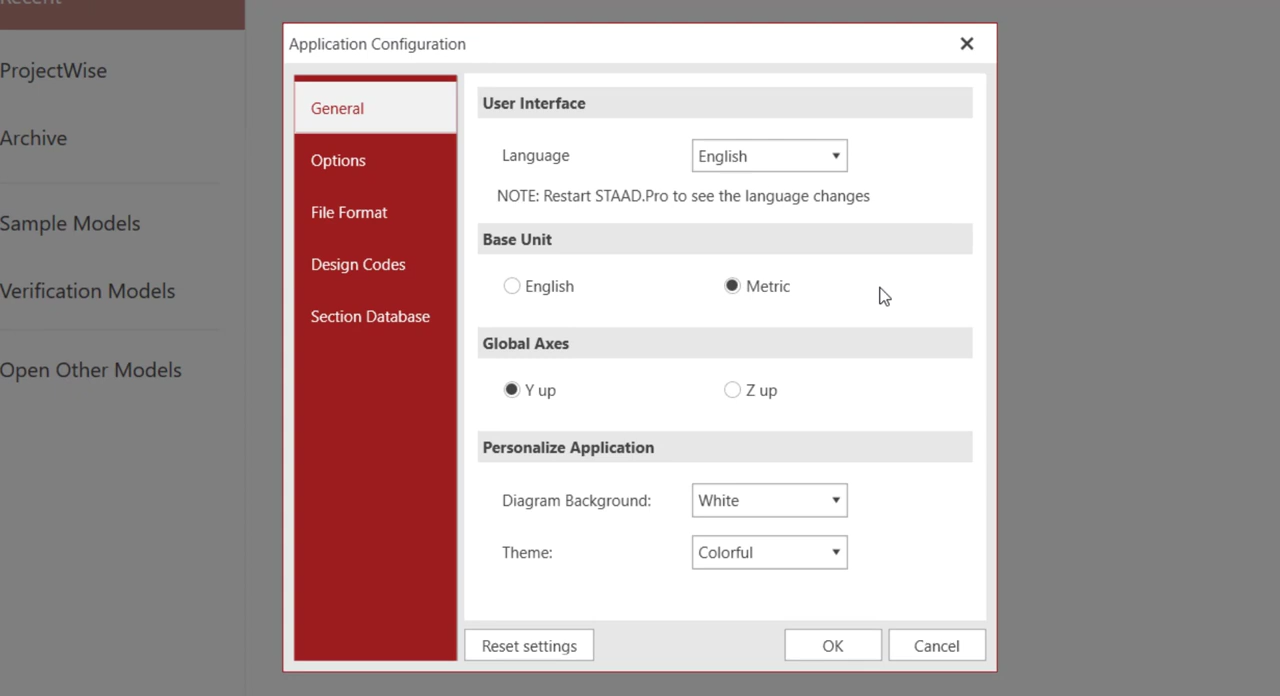 Recent
ProjectWise
Archive
Sample Models
Verification Models
Open Other Models
Application Configuration
General
Options
File Format
Design Codes
Section Database
User Interface
Language English
NOTE: Restart STAAD.Pro to see the language changes
Base Unit
English Metric
Global Axes
Y up Z up
Personalize Application
Diagram Background: White
Theme: Colorful
Reset settings OK Cancel